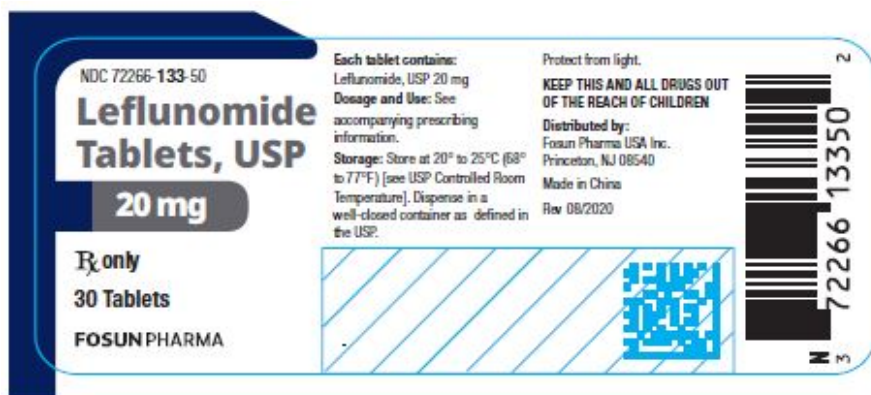 NDC 72266-133-50
Leflunomide
Tablets, USP
20 mg
Rx only
30 Tablets
FOSUN PHARMA
Each tablet contains:
Leflunomide, USP 20 mg
Dosage and Use: See
accompanying prescribing
information.
Storage: Store at 20° to 25°C (68°
to 77°F) [see USP Controlled Room
Temperature]. Dispense in a
well-closed container as defined in
the USP.
Protect from light.
KEEP THIS AND ALL DRUGS OUT
OF THE REACH OF CHILDREN
Distributed by:
Fosun Pharma USA Inc.
Princeton, NJ 08540
Made in China
Rev 08/2020
N
3 72266 13350 2